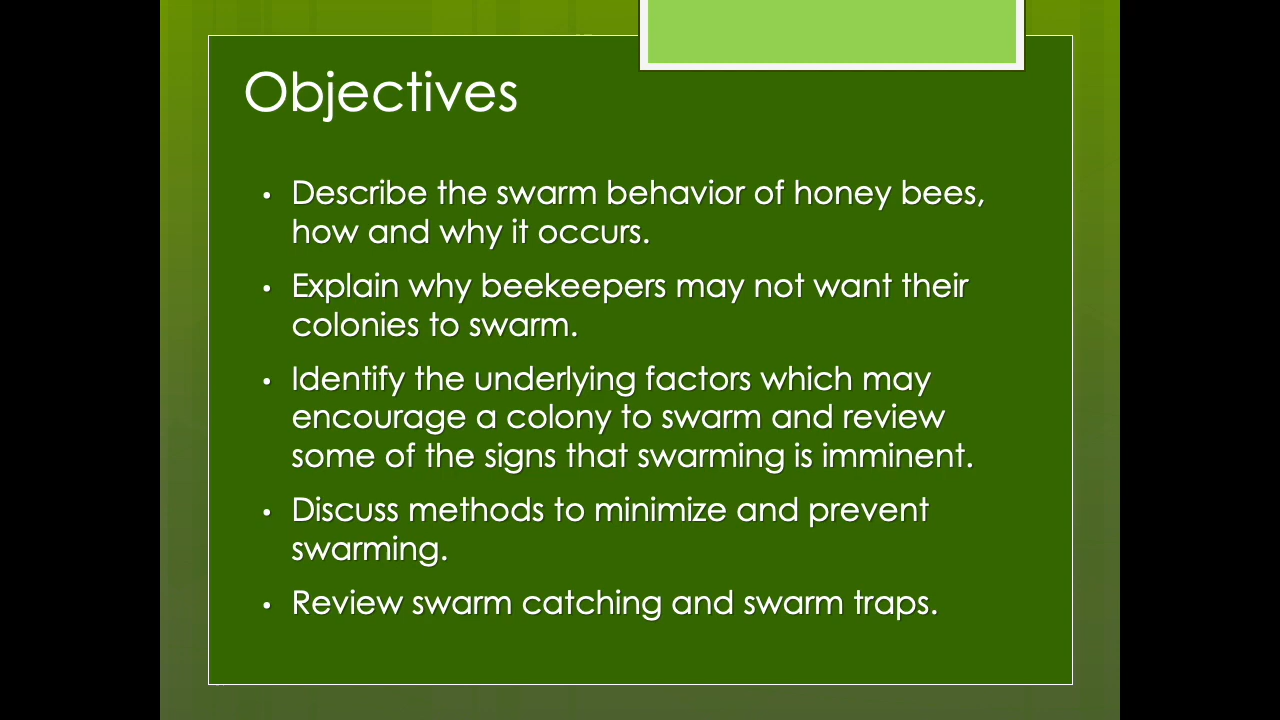 Objectives
• Describe the swarm behavior of honey bees,
how and why it occurs.
• Explain why beekeepers may not want their
colonies to swarm.
• Identify the underlying factors which may
encourage a colony to swarm and review
some of the signs that swarming is imminent.
• Discuss methods to minimize and prevent
swarming.
• Review swarm catching and swarm traps.